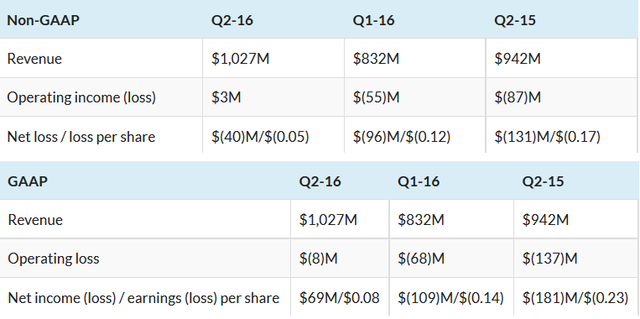 Non-GAAP Q2-16 Q1-16 Q2-15
Revenue $1,027M $832M $942M
Operating income (loss) $3M $(55)M $(87)M
Net loss / loss per share $(40)M/$(0.05) $(96)M/$(0.12) $(131)M/$(0.17)
GAAP Q2-16 Q1-16 Q2-15
Revenue $1,027M $832M $942M
Operating loss $(8)M $(68)M $(137)M
Net income (loss) / earnings (loss) per share $69M/$0.08 $(109)M/$(0.14) $(181)M/$(0.23)